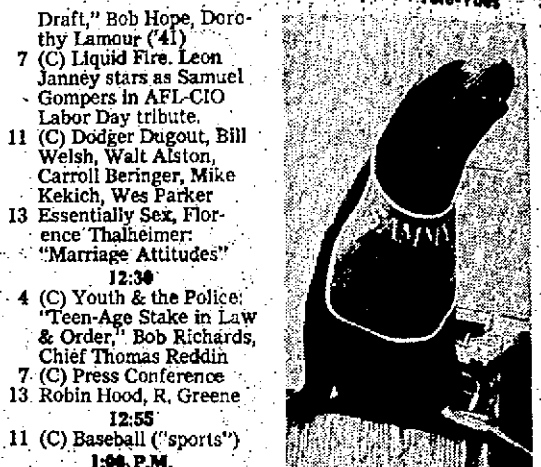 Draft," Bob Hope, Doro-
thy Lamour ('41)
7 (C) Liquid Fire. Leon
Janney stars as Samuel
Gompers in AFL-CIO
Labor Day tribute.
11 (C) Dodger Dugout, Bill
Welsh, Walt Alston,
Carroll Beringer, Mike
Kekich, Wes Parker
13 Essentially Sex, Flor-
ence Thalheimer:
"Marriage Attitudes"
12:30
4 (C) Youth & the Police:
"Teen-Age Stake in Law
& Order," Bob Richards,
Chief Thomas Reddin
7 (C) Press Conference
13 Robin Hood, R. Greene
12:55
11 (C) Baseball ("sports")
1:00 P.M.